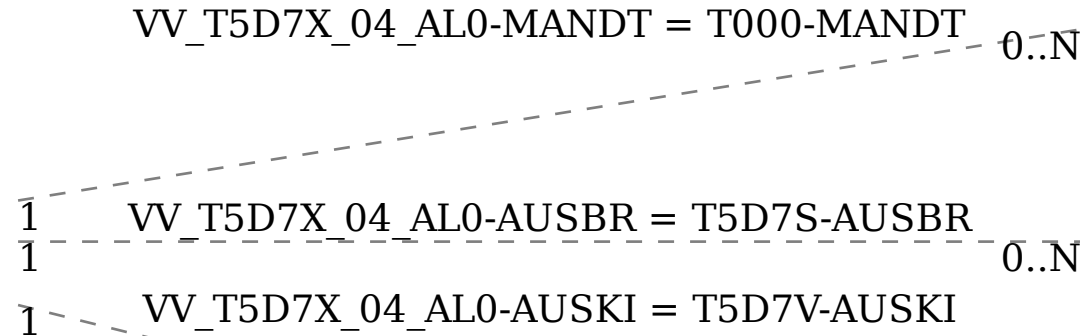 VV_T5D7X_04_AL0-MANDT = T000-MANDT
0..N
1
VV_T5D7X_04_AL0-AUSBR = T5D7S-AUSBR
1
0..N
VV_T5D7X_04_AL0-AUSKI = T5D7V-AUSKI
1